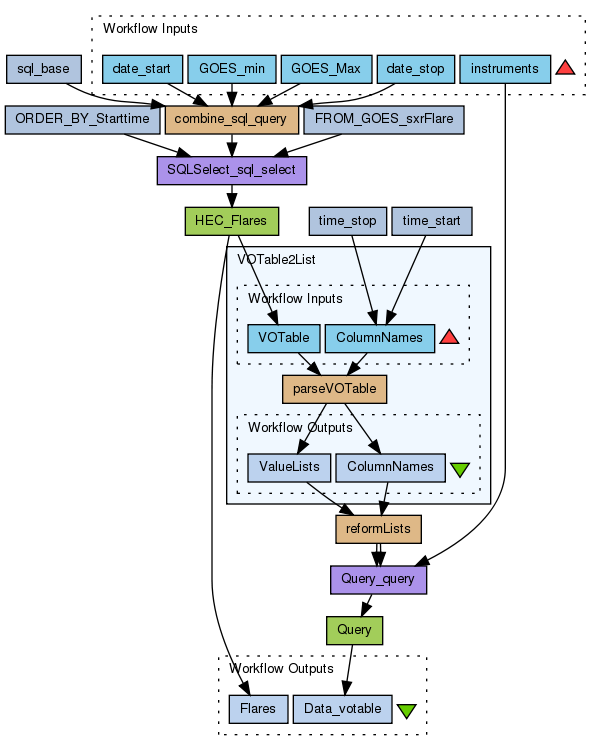 Workflow Inputs
sql_base
date_start
GOES_min
GOES_Max
date_stop
instruments
ORDER_BY_Starttime
combine_sql_query
FROM_GOES_sxrFlare
SQLSelect_sql_select
HEC_Flares
time_stop
time_start
VOTable2List
Workflow Inputs
VOTable
ColumnNames
parseVOTable
Workflow Outputs
ValueLists
ColumnNames
reformLists
Query_query
Query
Workflow Outputs
Flares
Data_votable